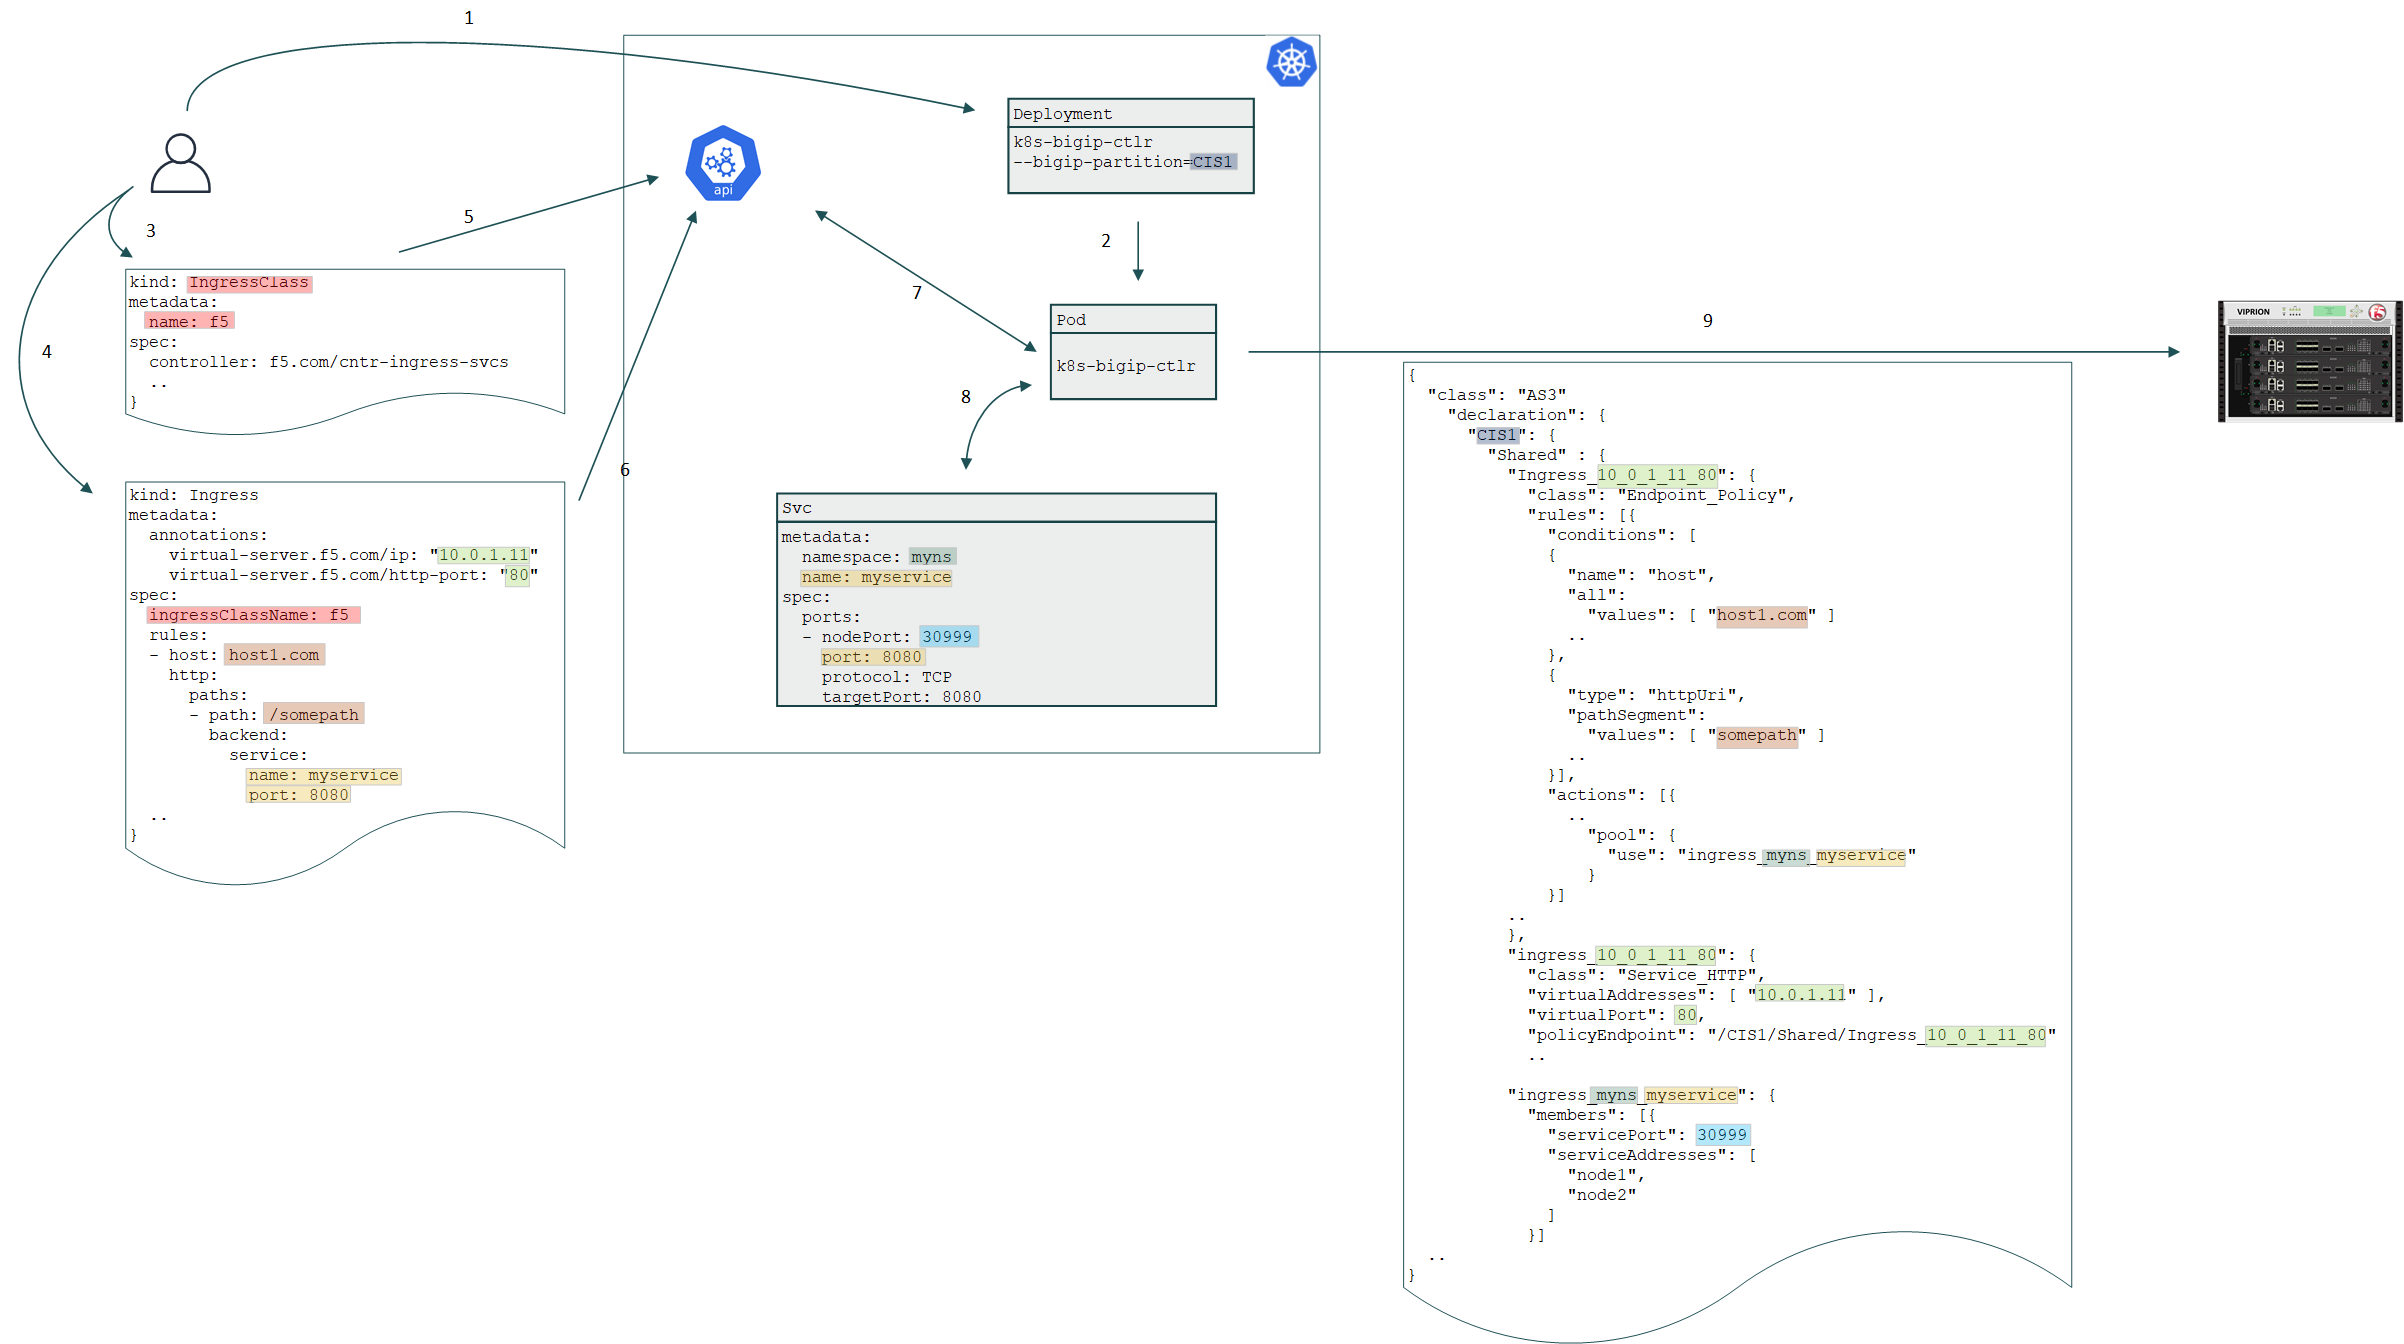 1
Deployment
k8s-bigip-ctlr
--bigip-partition=CIS1
api
2
3
4
5
6
7
8
9
kind: IngressClass
metadata:
  name: f5
spec:
  controller: f5.com/cntr-ingress-svcs
  ..
}
kind: Ingress
metadata:
  annotations:
    virtual-server.f5.com/ip: "10.0.1.11"
    virtual-server.f5.com/http-port: "80"
spec:
  ingressClassName: f5
  rules:
  - host: host1.com
    http:
      paths:
      - path: /somepath
        backend:
          service:
            name: myservice
            port: 8080
  ..
}
Pod
k8s-bigip-ctlr
Svc
metadata:
  namespace: myns
  name: myservice
spec:
  ports:
  - nodePort: 30999
    port: 8080
    protocol: TCP
    targetPort: 8080
VIPRION
f5
{
  "class": "AS3"
    "declaration": {
      "CIS1": {
        "Shared" : {
          "Ingress_10_0_1_11_80": {
            "class": "Endpoint_Policy",
            "rules": [{
              "conditions": [
              {
                "name": "host",
                "all":
                  "values": [ "host1.com" ]
                ..
              },
              {
                "type": "httpUri",
                "pathSegment":
                  "values": [ "somepath" ]
                ..
              }],
              "actions": [{
                ..
                  "pool": {
                    "use": "ingress_myns_myservice"
                  }
              }]
          ..
          },
          "ingress_10_0_1_11_80": {
            "class": "Service_HTTP",
            "virtualAddresses": [ "10.0.1.11" ],
            "virtualPort": 80,
            "policyEndpoint": "/CIS1/Shared/Ingress_10_0_1_11_80"
            ..
          "ingress_myns_myservice": {
            "members": [{
              "servicePort": 30999
              "serviceAddresses": [
                "node1",
                "node2"
              ]
            }]
  ..
}